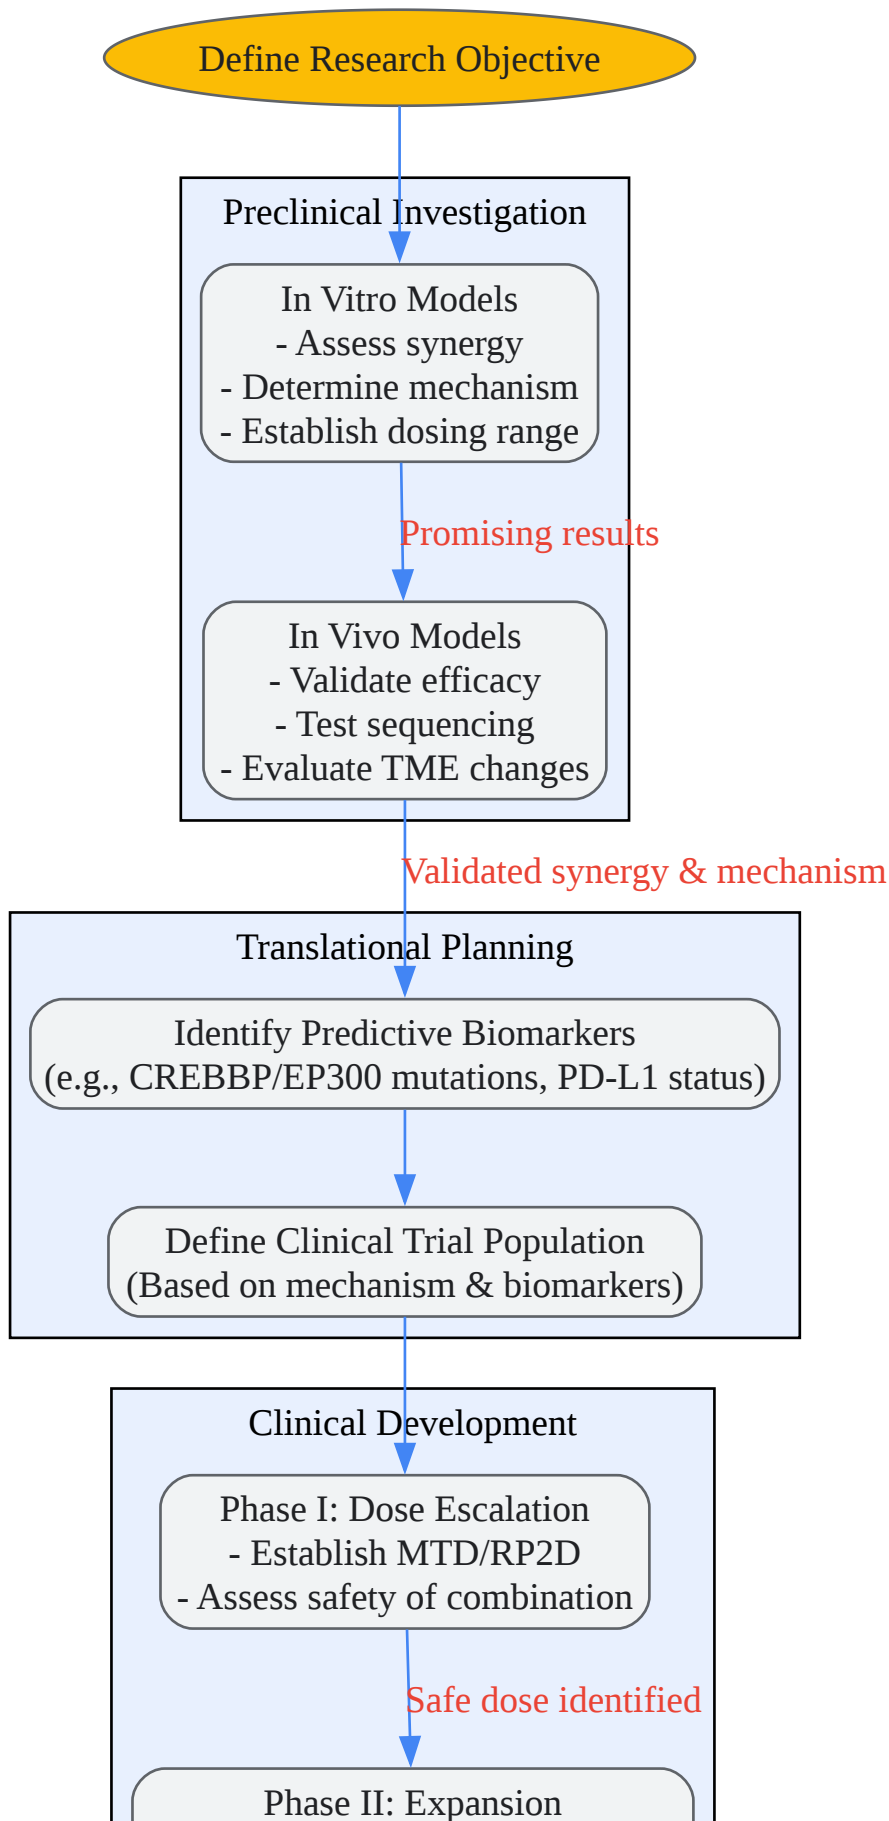 Define Research Objective
Preclinical Investigation
In Vitro Models
- Assess synergy
- Determine mechanism
- Establish dosing range
Promising results
In Vivo Models
- Validate efficacy
- Test sequencing
- Evaluate TME changes
Validated synergy & mechanism
Translational Planning
Identify Predictive Biomarkers
(e.g., CREBBP/EP300 mutations, PD-L1 status)
Define Clinical Trial Population
(Based on mechanism & biomarkers)
Clinical Development
Phase I: Dose Escalation
- Establish MTD/RP2D
- Assess safety of combination
Safe dose identified
Phase II: Expansion